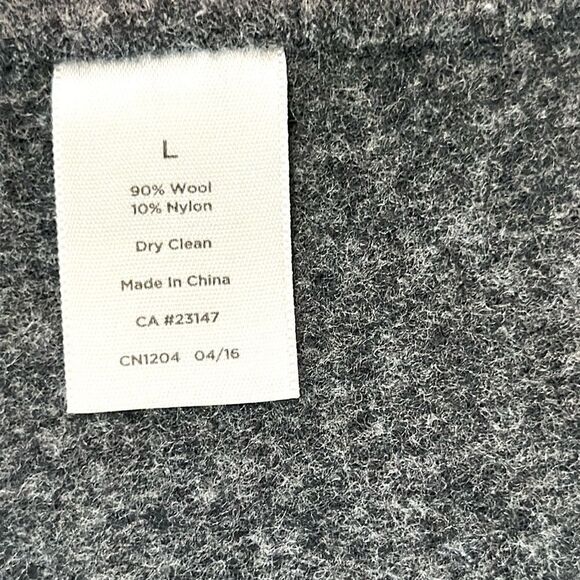 L
90% Wool
10% Nylon
Dry Clean
Made In China
CA #23147
CN1204 04/16